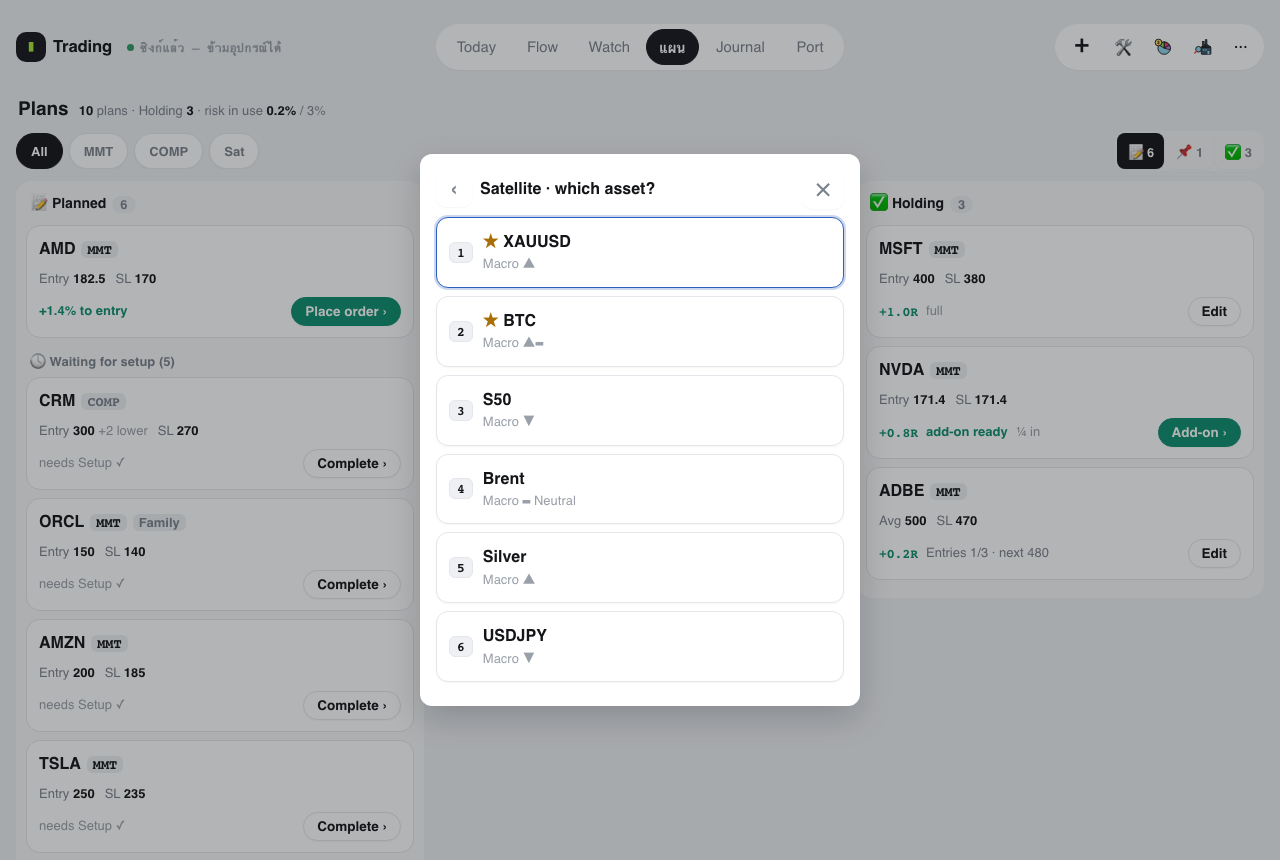 Trading
ซิงก์แล้ว — ข้ามอุปกรณ์ได้
Today
Flow
Watch
แผน
Journal
Port
Plans 10 plans · Holding 3 · risk in use 0.2% / 3%
All
MMT
COMP
Sat
📝 6
📌 1
✅ 3
📝 Planned 6
AMD MMT
Entry 182.5 SL 170
+1.4% to entry
Place order ›
🕒 Waiting for setup (5)
CRM COMP
Entry 300 +2 lower SL 270
needs Setup ✓
Complete ›
ORCL MMT Family
Entry 150 SL 140
needs Setup ✓
Complete ›
AMZN MMT
Entry 200 SL 185
needs Setup ✓
Complete ›
TSLA MMT
Entry 250 SL 235
needs Setup ✓
Complete ›
‹ Satellite · which asset? ✕
1 ★ XAUUSD
Macro ▲
2 ★ BTC
Macro ▲▬
3 S50
Macro ▼
4 Brent
Macro ▬ Neutral
5 Silver
Macro ▲
6 USDJPY
Macro ▼
✅ Holding 3
MSFT MMT
Entry 400 SL 380
+1.0R full
Edit
NVDA MMT
Entry 171.4 SL 171.4
+0.8R add-on ready ¼ in
Add-on ›
ADBE MMT
Avg 500 SL 470
+0.2R Entries 1/3 · next 480
Edit